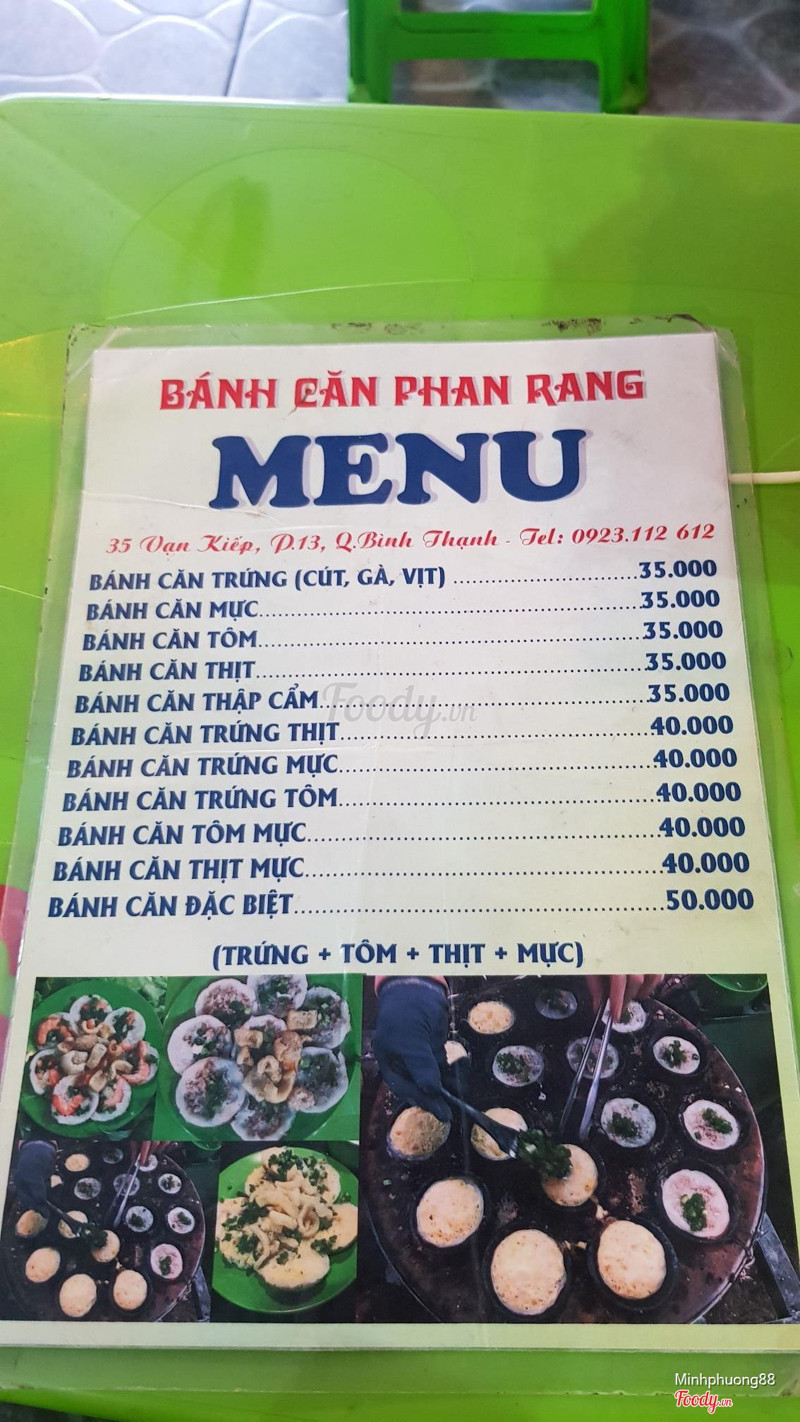 BÁNH CĂN PHAN RANG
MENU
35 Vạn Kiếp, P.13, Q.Bình Thạnh - Tel: 0923.112 612
BÁNH CĂN TRỨNG (CÚT, GÀ, VỊT) ........................35.000
BÁNH CĂN MỰC........................35.000
BÁNH CĂN TÔM........................35.000
BÁNH CĂN THỊT........................35.000
BÁNH CĂN THẬP CẨM........................35.000
Foody.vn
BÁNH CĂN TRỨNG THỊT........................40.000
BÁNH CĂN TRỨNG MỰC........................40.000
BÁNH CĂN TRỨNG TÔM........................40.000
BÁNH CĂN TÔM MỰC........................40.000
BÁNH CĂN THỊT MỰC........................40.000
BÁNH CĂN ĐẶC BIỆT........................50.000
(TRỨNG + TÔM + THỊT + MỰC)
Minhphuong88
Foody.vn